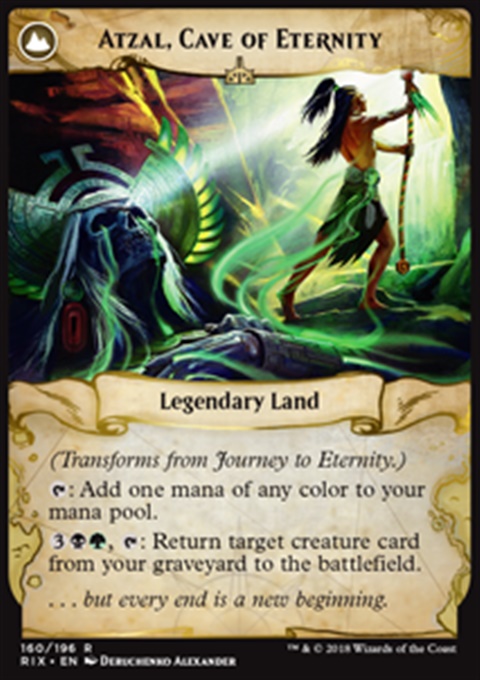 Atzal, Cave of Eternity
Legendary Land
(Transforms from Journey to Eternity.)
: Add one mana of any color to your
mana pool.
3, : Return target creature card
from your graveyard to the battlefield.
. . . but every end is a new beginning.
160/196 R
RIX • EN Deruchenko Alexander
™ & © 2018 Wizards of the Coast